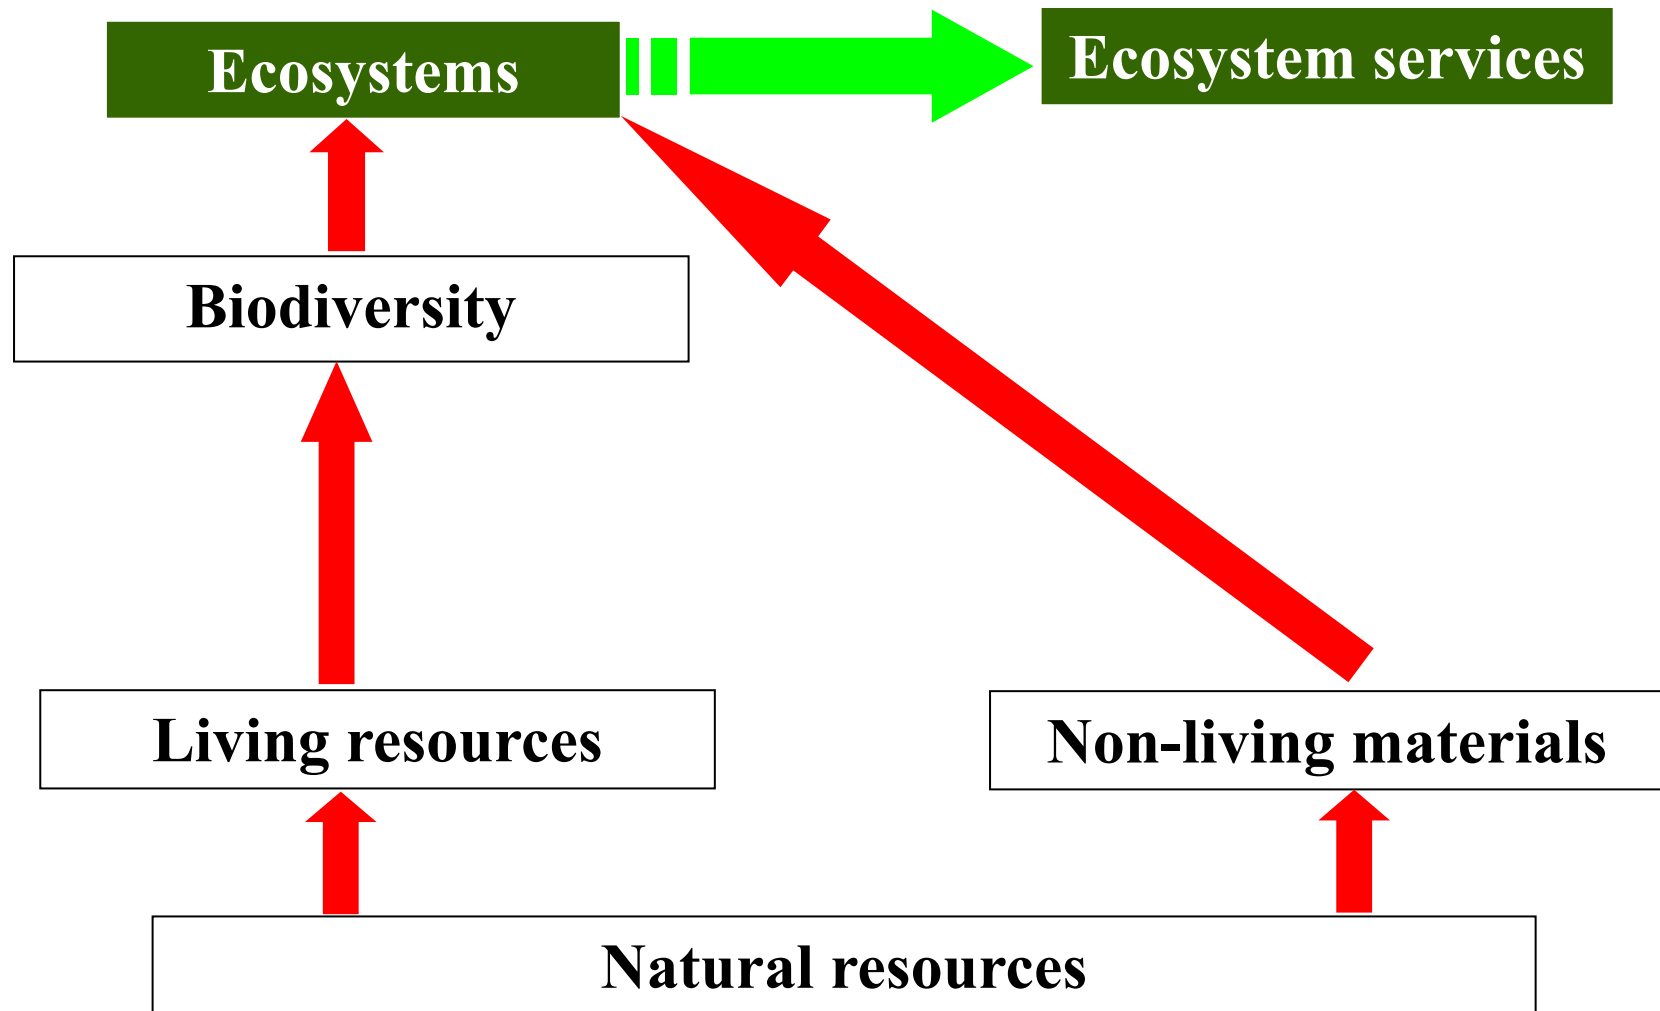 Ecosystems
Ecosystem services
Biodiversity
Living resources
Non-living materials
Natural resources